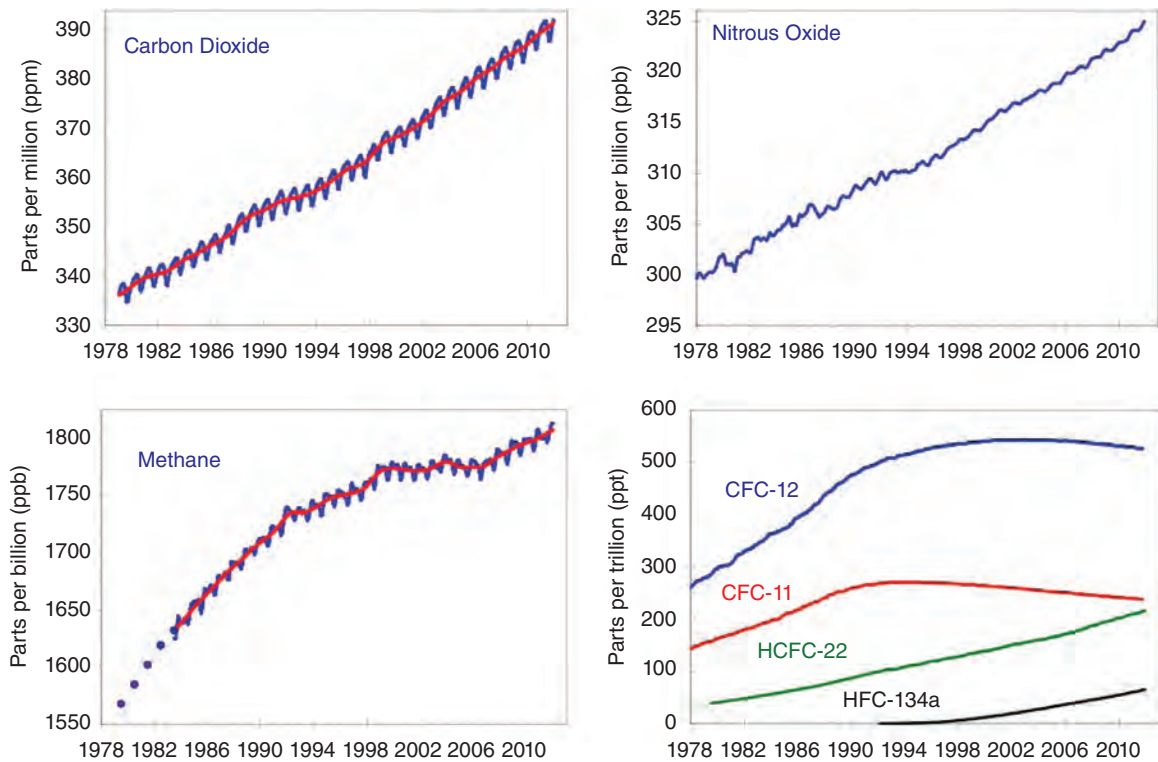 Carbon Dioxide
Parts per million (ppm)
390
380
370
360
350
340
330
1978 1982 1986 1990 1994 1998 2002 2006 2010
Nitrous Oxide
Parts per billion (ppb)
325
320
315
310
305
300
295
1978 1982 1986 1990 1994 1998 2002 2006 2010
Methane
Parts per billion (ppb)
1800
1750
1700
1650
1600
1550
1978 1982 1986 1990 1994 1998 2002 2006 2010
Parts per trillion (ppt)
600
500
400
300
200
100
0
CFC-12
CFC-11
HCFC-22
HFC-134a
1978 1982 1986 1990 1994 1998 2002 2006 2010